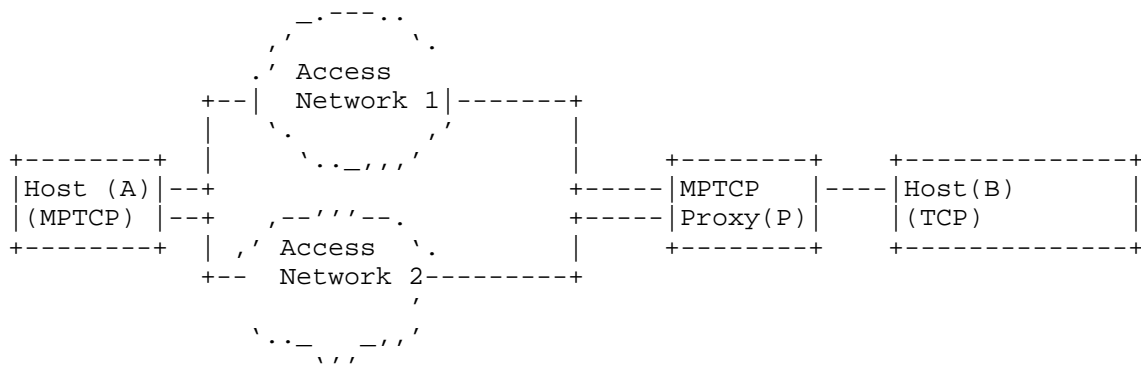 Access
Network 1
Host (A)
(MPTCP)
MPTCP
Proxy(P)
Host(B)
(TCP)
Access
Network 2